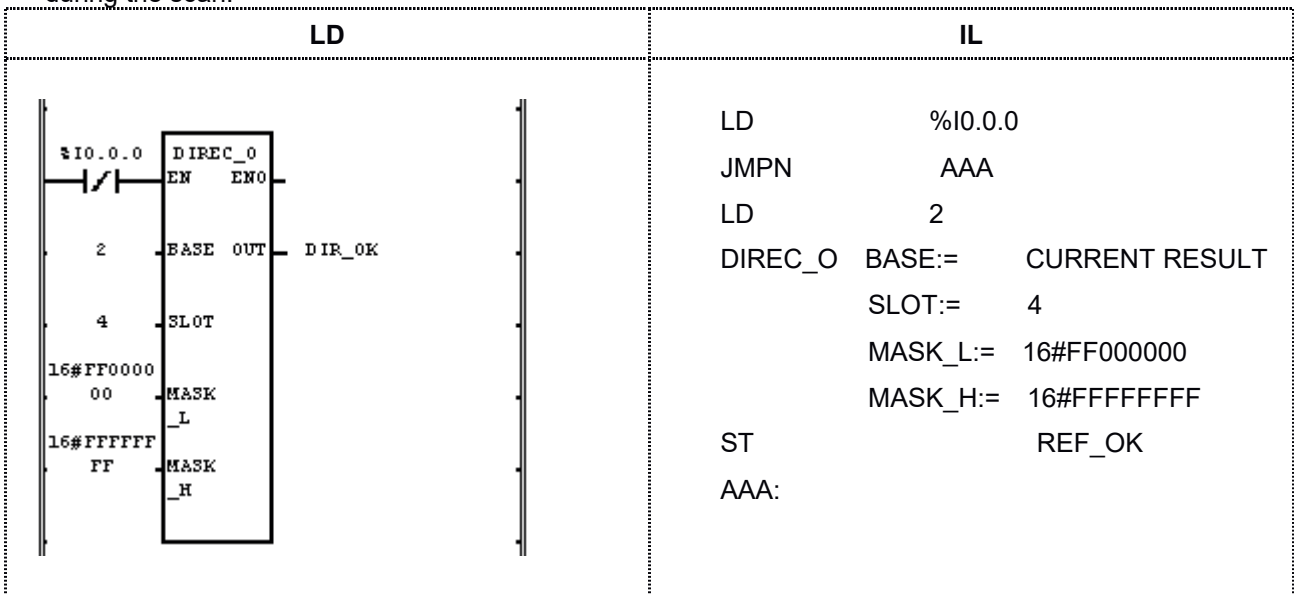 during the scan.
LD IL
%I0.0.0 DIREC_O
EN ENO
2 BASE OUT DIR_OK
4 SLOT
16#FF0000
00 MASK
_L
16#FFFFFF
FF MASK
_H
LD %I0.0.0
JMPN AAA
LD 2
DIREC_O BASE:= CURRENT RESULT
SLOT:= 4
MASK_L:= 16#FF000000
MASK_H:= 16#FFFFFFFF
ST REF_OK
AAA: